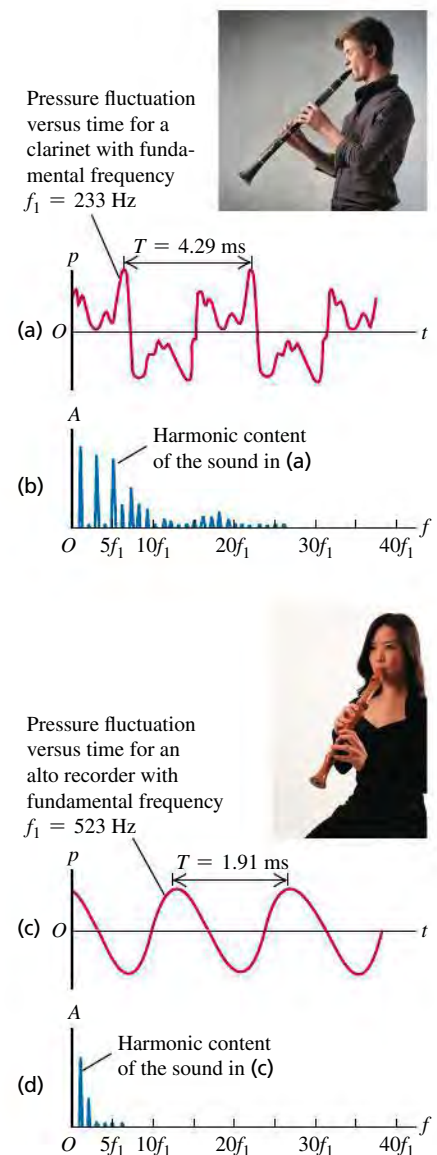 Pressure fluctuation
versus time for a
clarinet with funda-
mental frequency
f₁ = 233 Hz
T = 4.29 ms
p
(a) O t
A
Harmonic content
of the sound in (a)
(b)
O 5f₁ 10f₁ 20f₁ 30f₁ 40f₁ f
Pressure fluctuation
versus time for an
alto recorder with
fundamental frequency
f₁ = 523 Hz
T = 1.91 ms
p
(c) O t
A
Harmonic content
of the sound in (c)
(d)
O 5f₁ 10f₁ 20f₁ 30f₁ 40f₁ f